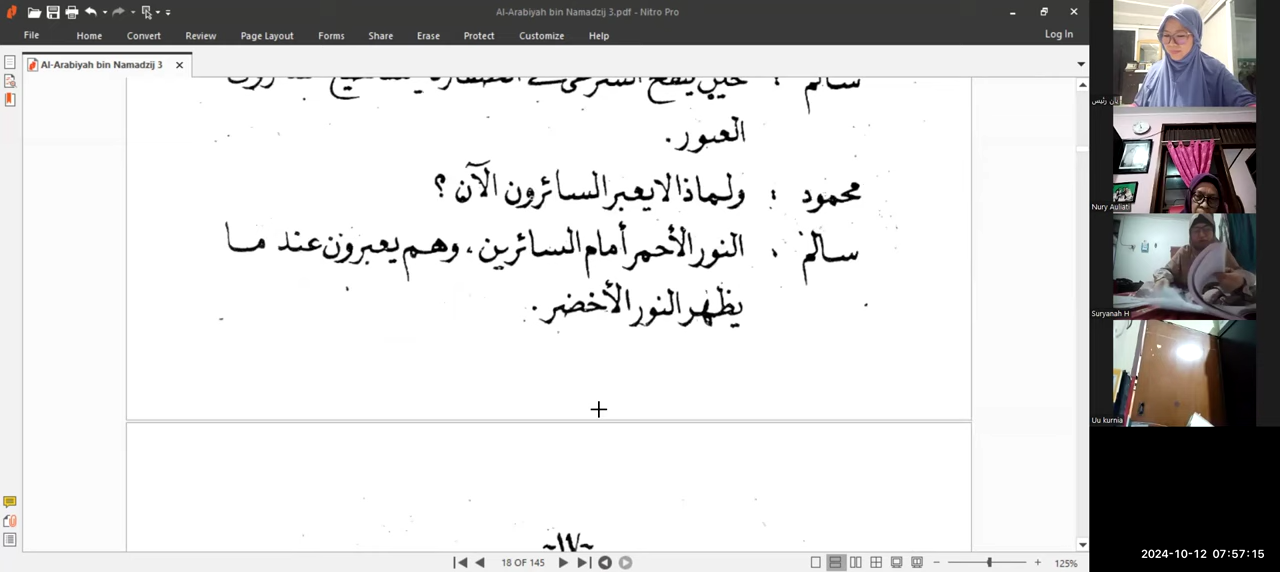 Al-Arabiyah bin Namadzij 3.pdf - Nitro Pro
File Home Convert Review Page Layout Forms Share Erase Protect Customize Help Log In
Al-Arabiyah bin Namadzij 3
سالم :
العبور.
محمود : ولماذا لا يعبر السائرون الآن ؟
سالم : النور الأحمر أمام السائرين ، وهم يعبرون عند ما
يظهر النور الأخضر.
~١٧~
18 OF 145
125%
Nury Auliati
Suryanah H
Uu kurnia
2024-10-12 07:57:15